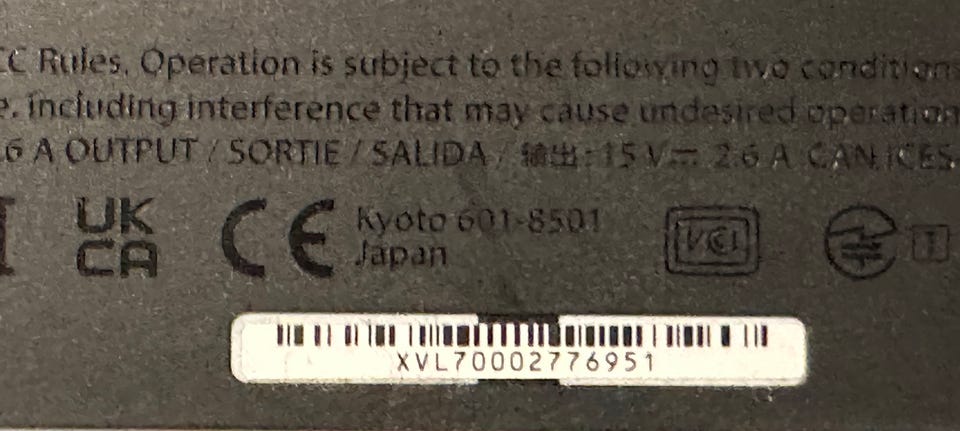 CC Rules. Operation is subject to the following two conditions
e, including interference that may cause undesired operation
.6 A OUTPUT / SORTIE / SALIDA / 输出 : 15 V⎓ 2.6 A CAN ICES-
UK
CA
CE
Kyoto 601-8501
Japan
VCI
T
XVL70002776951